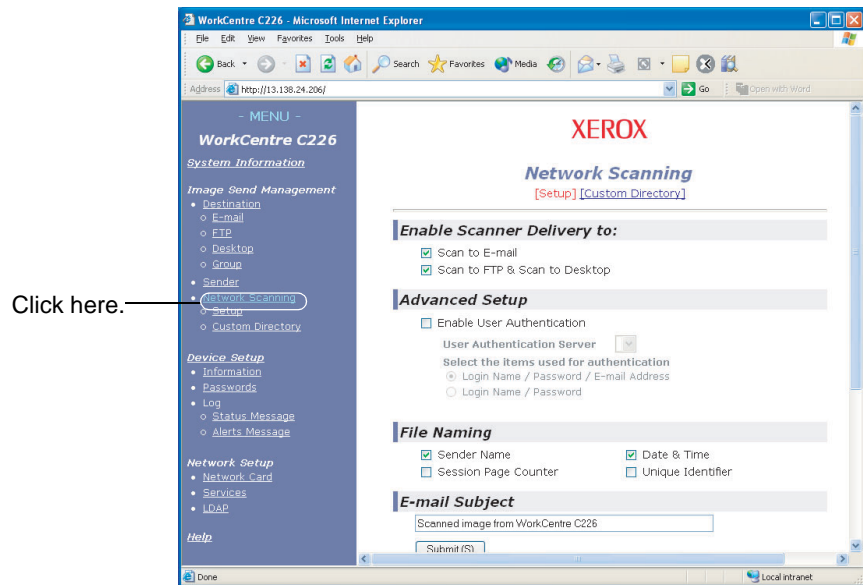 WorkCentre C226 - Microsoft Internet Explorer
File Edit View Favorites Tools Help
Back Search Favorites Media
Address http://13.138.24.206/ Go Open with Word
- MENU -
WorkCentre C226
System Information
Image Send Management
Destination
E-mail
FTP
Desktop
Group
Sender
Network Scanning
Setup
Custom Directory
Device Setup
Information
Passwords
Log
Status Message
Alerts Message
Network Setup
Network Card
Services
LDAP
Help
Click here.
XEROX
Network Scanning
[Setup] [Custom Directory]
Enable Scanner Delivery to:
Scan to E-mail
Scan to FTP & Scan to Desktop
Advanced Setup
Enable User Authentication
User Authentication Server
Select the items used for authentication
Login Name / Password / E-mail Address
Login Name / Password
File Naming
Sender Name Date & Time
Session Page Counter Unique Identifier
E-mail Subject
Scanned image from WorkCentre C226
Submit (S)
Done Local intranet